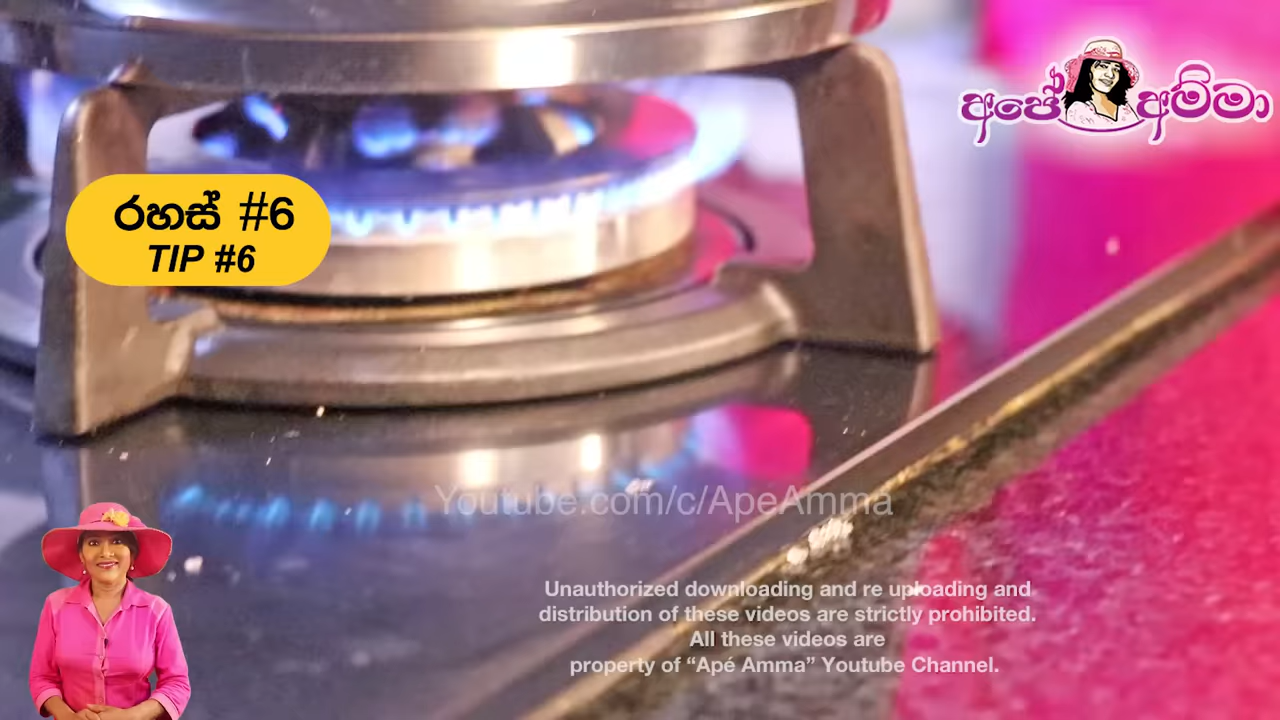 අපේ අම්මා
රහස් #6
TIP #6
Youtube.com/c/ApeAmma
Unauthorized downloading and re uploading and
distribution of these videos are strictly prohibited.
All these videos are
property of “Apé Amma” Youtube Channel.